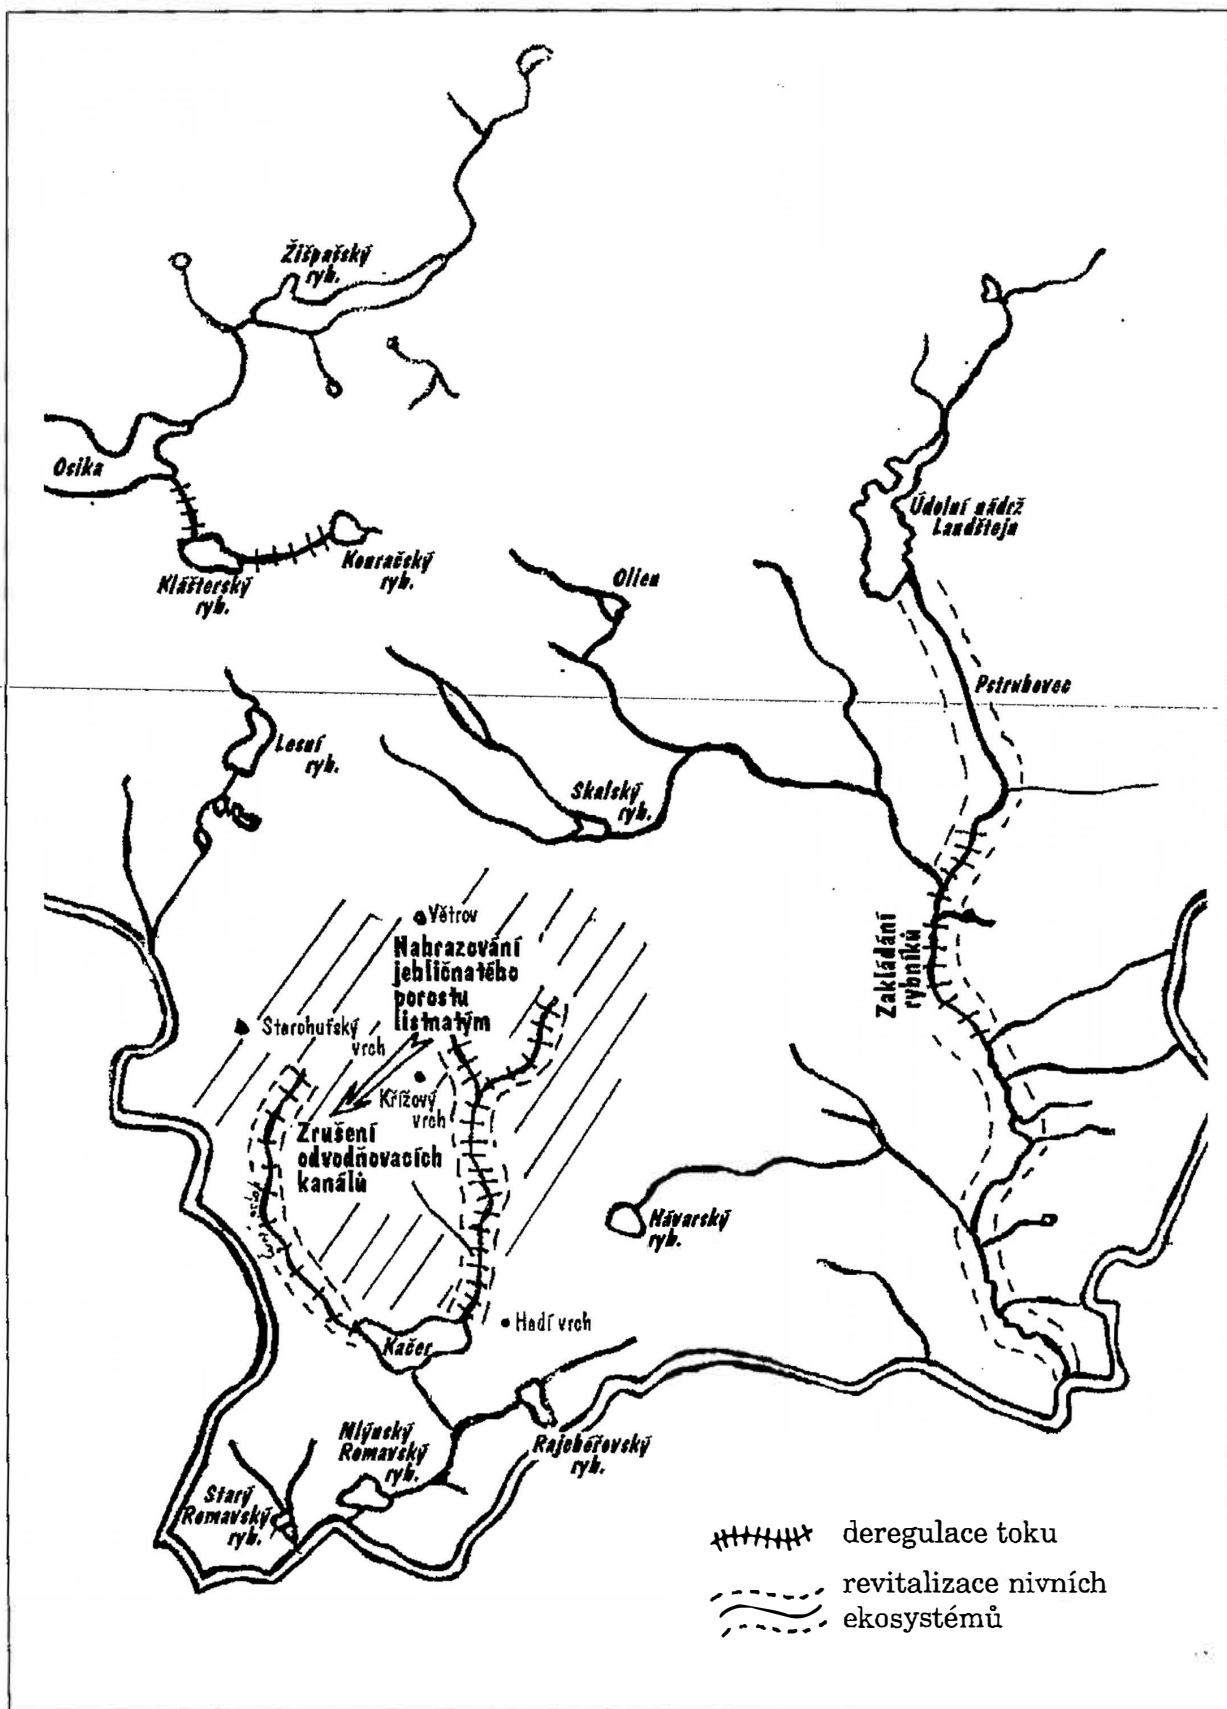 Žišpašský
ryb.
Osika
Klášterský
ryb.
Kouračský
ryb.
Údolní nádrž
Landštejn
Olien
Pstruhovec
Lesní
ryb.
Skalský
ryb.
Větrov
Nahrazování
jehličnatého
porostu
listnatým
Starohuťský
vrch
Křížový
vrch
Zrušení
odvodňovacích
kanálů
Zakládání
rybníků
Návarský
ryb.
Hadí vrch
Kačer
Mlýnský
Romavský
ryb.
Rajchéřovský
ryb.
Starý
Romavský
ryb.
deregulace toku
revitalizace nivních
ekosystémů